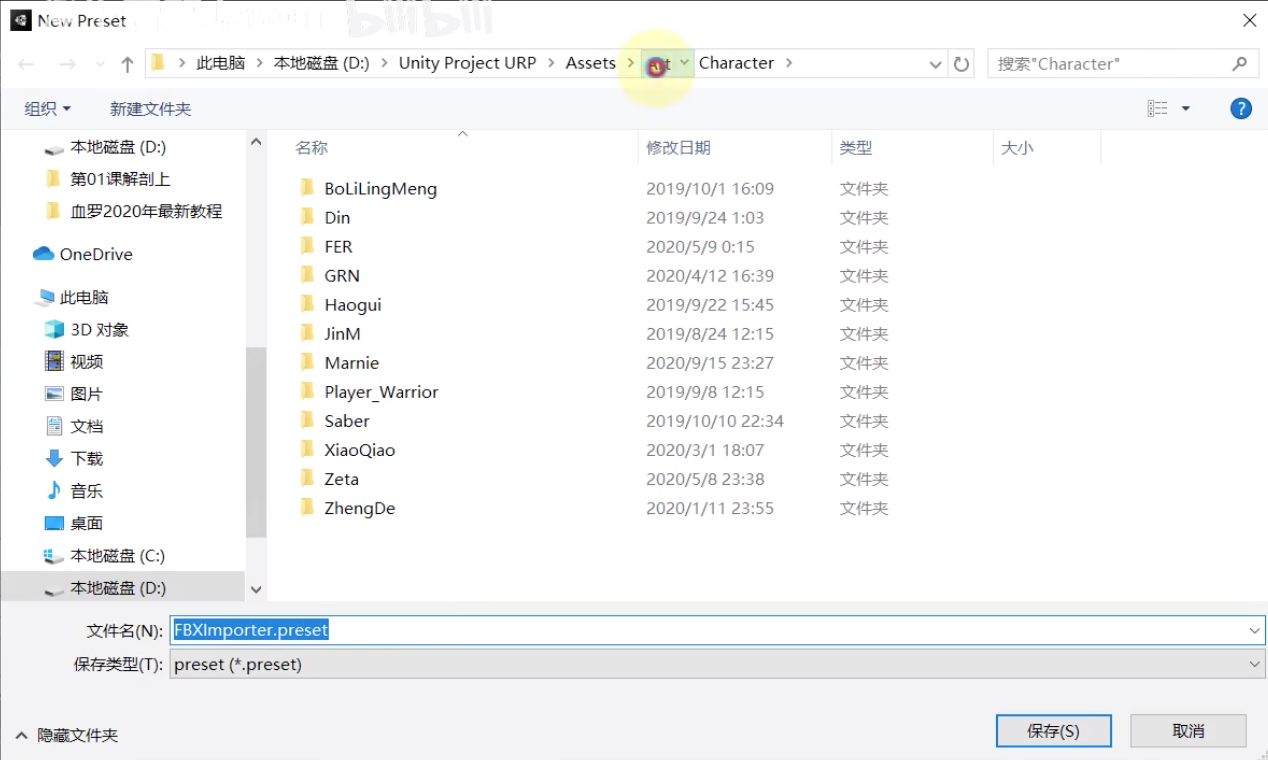 New Preset
bilibili
此电脑 > 本地磁盘 (D:) > Unity Project URP > Assets > > Character >
搜索"Character"
组织 新建文件夹
名称 修改日期 类型 大小
本地磁盘 (D:)
第01课解剖上
血罗2020年最新教程
OneDrive
此电脑
3D 对象
视频
图片
文档
下载
音乐
桌面
本地磁盘 (C:)
本地磁盘 (D:)
BoLiLingMeng 2019/10/1 16:09 文件夹
Din 2019/9/24 1:03 文件夹
FER 2020/5/9 0:15 文件夹
GRN 2020/4/12 16:39 文件夹
Haogui 2019/9/22 15:45 文件夹
JinM 2019/8/24 12:15 文件夹
Marnie 2020/9/15 23:27 文件夹
Player_Warrior 2019/9/8 12:15 文件夹
Saber 2019/10/10 22:34 文件夹
XiaoQiao 2020/3/1 18:07 文件夹
Zeta 2020/5/8 23:38 文件夹
ZhengDe 2020/1/11 23:55 文件夹
文件名(N): FBXImporter.preset
保存类型(T): preset (*.preset)
隐藏文件夹
保存(S) 取消